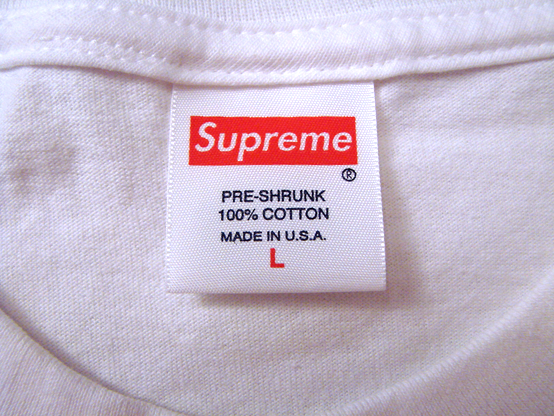 Supreme
®
PRE-SHRUNK
100% COTTON
MADE IN U.S.A.
L